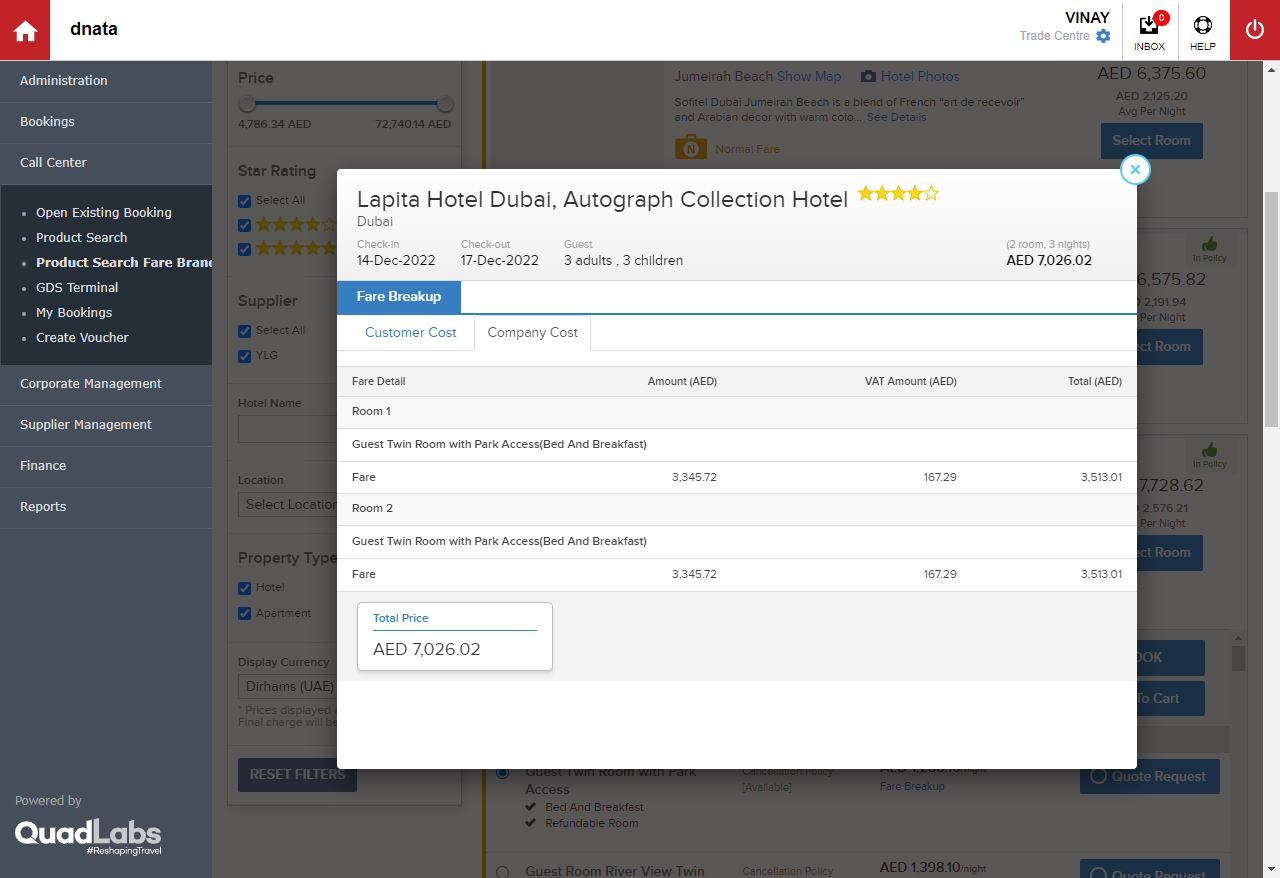 dnata
VINAY
Trade Centre
0
INBOX
HELP
Administration
Bookings
Call Center
Open Existing Booking
Product Search
Product Search Fare Brand
GDS Terminal
My Bookings
Create Voucher
Corporate Management
Supplier Management
Finance
Reports
Powered by
QuadLabs
#ReshapingTravel
Price
4,786.34 AED 72,740.14 AED
Star Rating
Select All
Supplier
Select All
YLG
Hotel Name
Location
Select Location
Property Type
Hotel
Apartment
Display Currency
Dirhams (UAE)
* Prices displayed
Final charge will be
RESET FILTERS
Jumeirah Beach Show Map Hotel Photos
Sofitel Dubai Jumeirah Beach is a blend of French “art de recevoir”
and Arabian décor with warm colo... See Details
N Normal Fare
AED 6,375.60
AED 2,125.20
Avg Per Night
Select Room
Lapita Hotel Dubai, Autograph Collection Hotel
Dubai
Check-in Check-out Guest (2 room, 3 nights)
14-Dec-2022 17-Dec-2022 3 adults , 3 children AED 7,026.02
Fare Breakup
Customer Cost Company Cost
Fare Detail Amount (AED) VAT Amount (AED) Total (AED)
Room 1
Guest Twin Room with Park Access(Bed And Breakfast)
Fare 3,345.72 167.29 3,513.01
Room 2
Guest Twin Room with Park Access(Bed And Breakfast)
Fare 3,345.72 167.29 3,513.01
Total Price
AED 7,026.02
In Policy
6,575.82
2,191.94
Per Night
ect Room
In Policy
7,728.62
2,576.21
Per Night
ect Room
OOK
To Cart
Guest Twin Room with Park
Access
Bed And Breakfast
Refundable Room
Cancellation Policy
[Available]
AED 1,268.10/night
Fare Breakup
Quote Request
Guest Room River View Twin
Cancellation Policy
AED 1,398.10/night
Quote Request